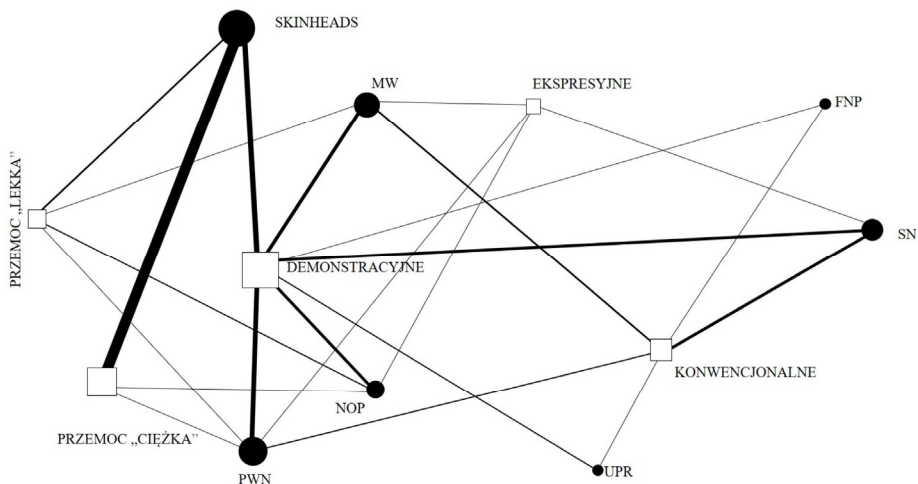 SKINHEADS
MW
EKSPRESYJNE
FNP
PRZEMOC „LEKKA”
SN
DEMONSTRACYJNE
KONWENCJONALNE
NOP
PRZEMOC „CIĘŻKA”
PWN
UPR